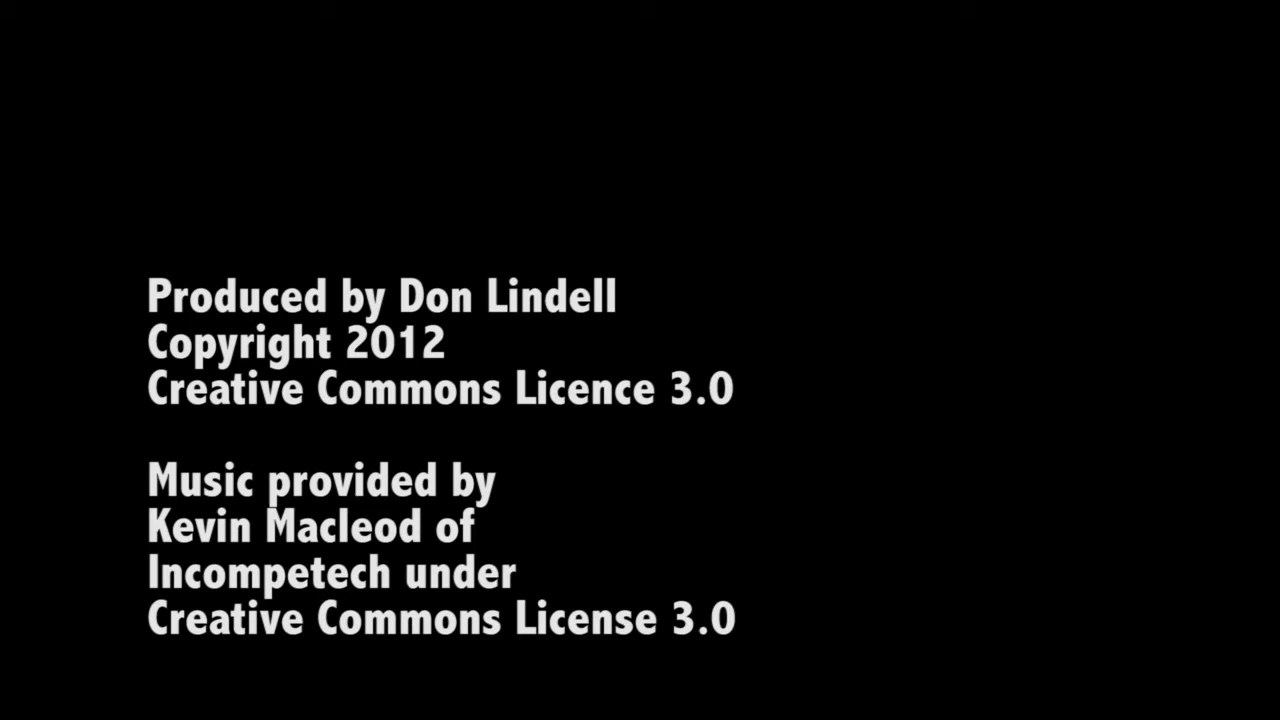 Produced by Don Lindell
Copyright 2012
Creative Commons Licence 3.0
Music provided by
Kevin Macleod of
Incompetech under
Creative Commons License 3.0